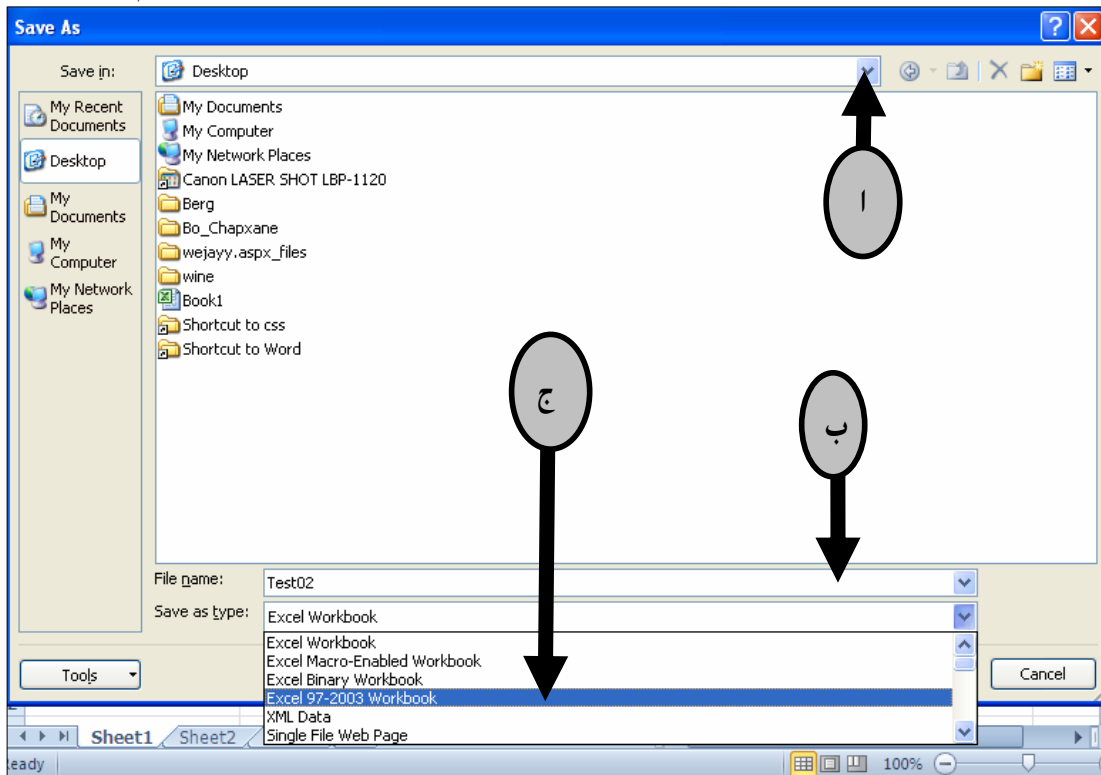 Save As
Save in:
Desktop
My Recent
Documents
Desktop
My
Documents
My
Computer
My Network
Places
My Documents
My Computer
My Network Places
Canon LASER SHOT LBP-1120
Berg
Bo_Chapxane
wejayy.aspx_files
wine
Book1
Shortcut to css
Shortcut to Word
ا
ج
ب
File name:
Test02
Save as type:
Excel Workbook
Excel Workbook
Excel Macro-Enabled Workbook
Excel Binary Workbook
Excel 97-2003 Workbook
XML Data
Single File Web Page
Tools
Cancel
Sheet1
Sheet2
eady
100%